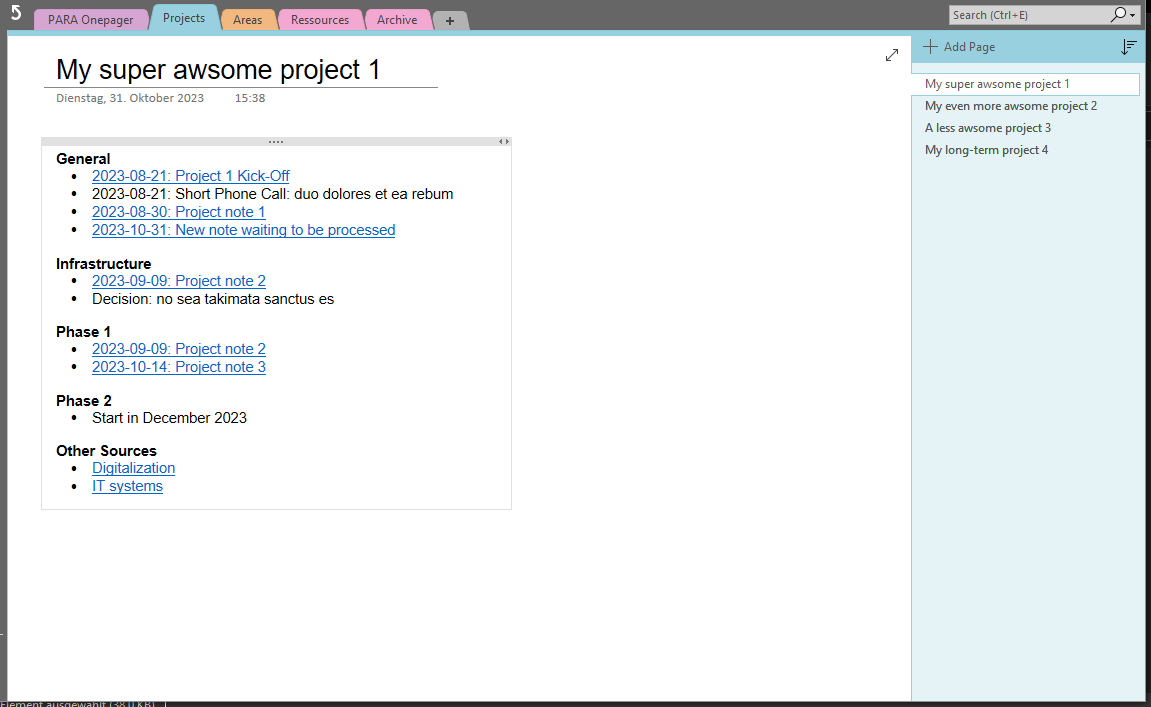 PARA Onepager
Projects
Areas
Ressources
Archive
+
Search (Ctrl+E)
My super awsome project 1
Dienstag, 31. Oktober 2023 15:38
General
• 2023-08-21: Project 1 Kick-Off
• 2023-08-21: Short Phone Call: duo dolores et ea rebum
• 2023-08-30: Project note 1
• 2023-10-31: New note waiting to be processed
Infrastructure
• 2023-09-09: Project note 2
• Decision: no sea takimata sanctus es
Phase 1
• 2023-09-09: Project note 2
• 2023-10-14: Project note 3
Phase 2
• Start in December 2023
Other Sources
• Digitalization
• IT systems
Add Page
My super awsome project 1
My even more awsome project 2
A less awsome project 3
My long-term project 4
Element ausgewählt (38,0 KB)